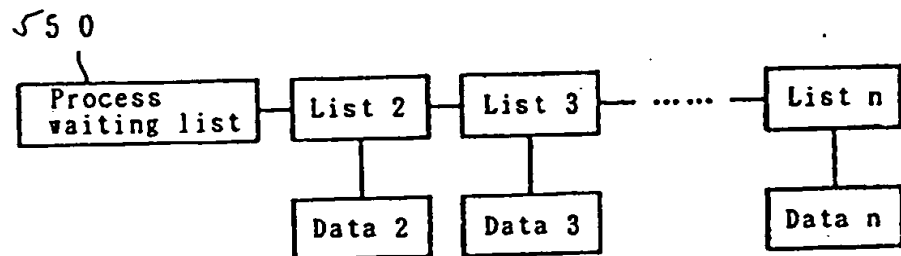 550
Process
waiting list
List 2
List 3
......
List n
Data 2
Data 3
Data n